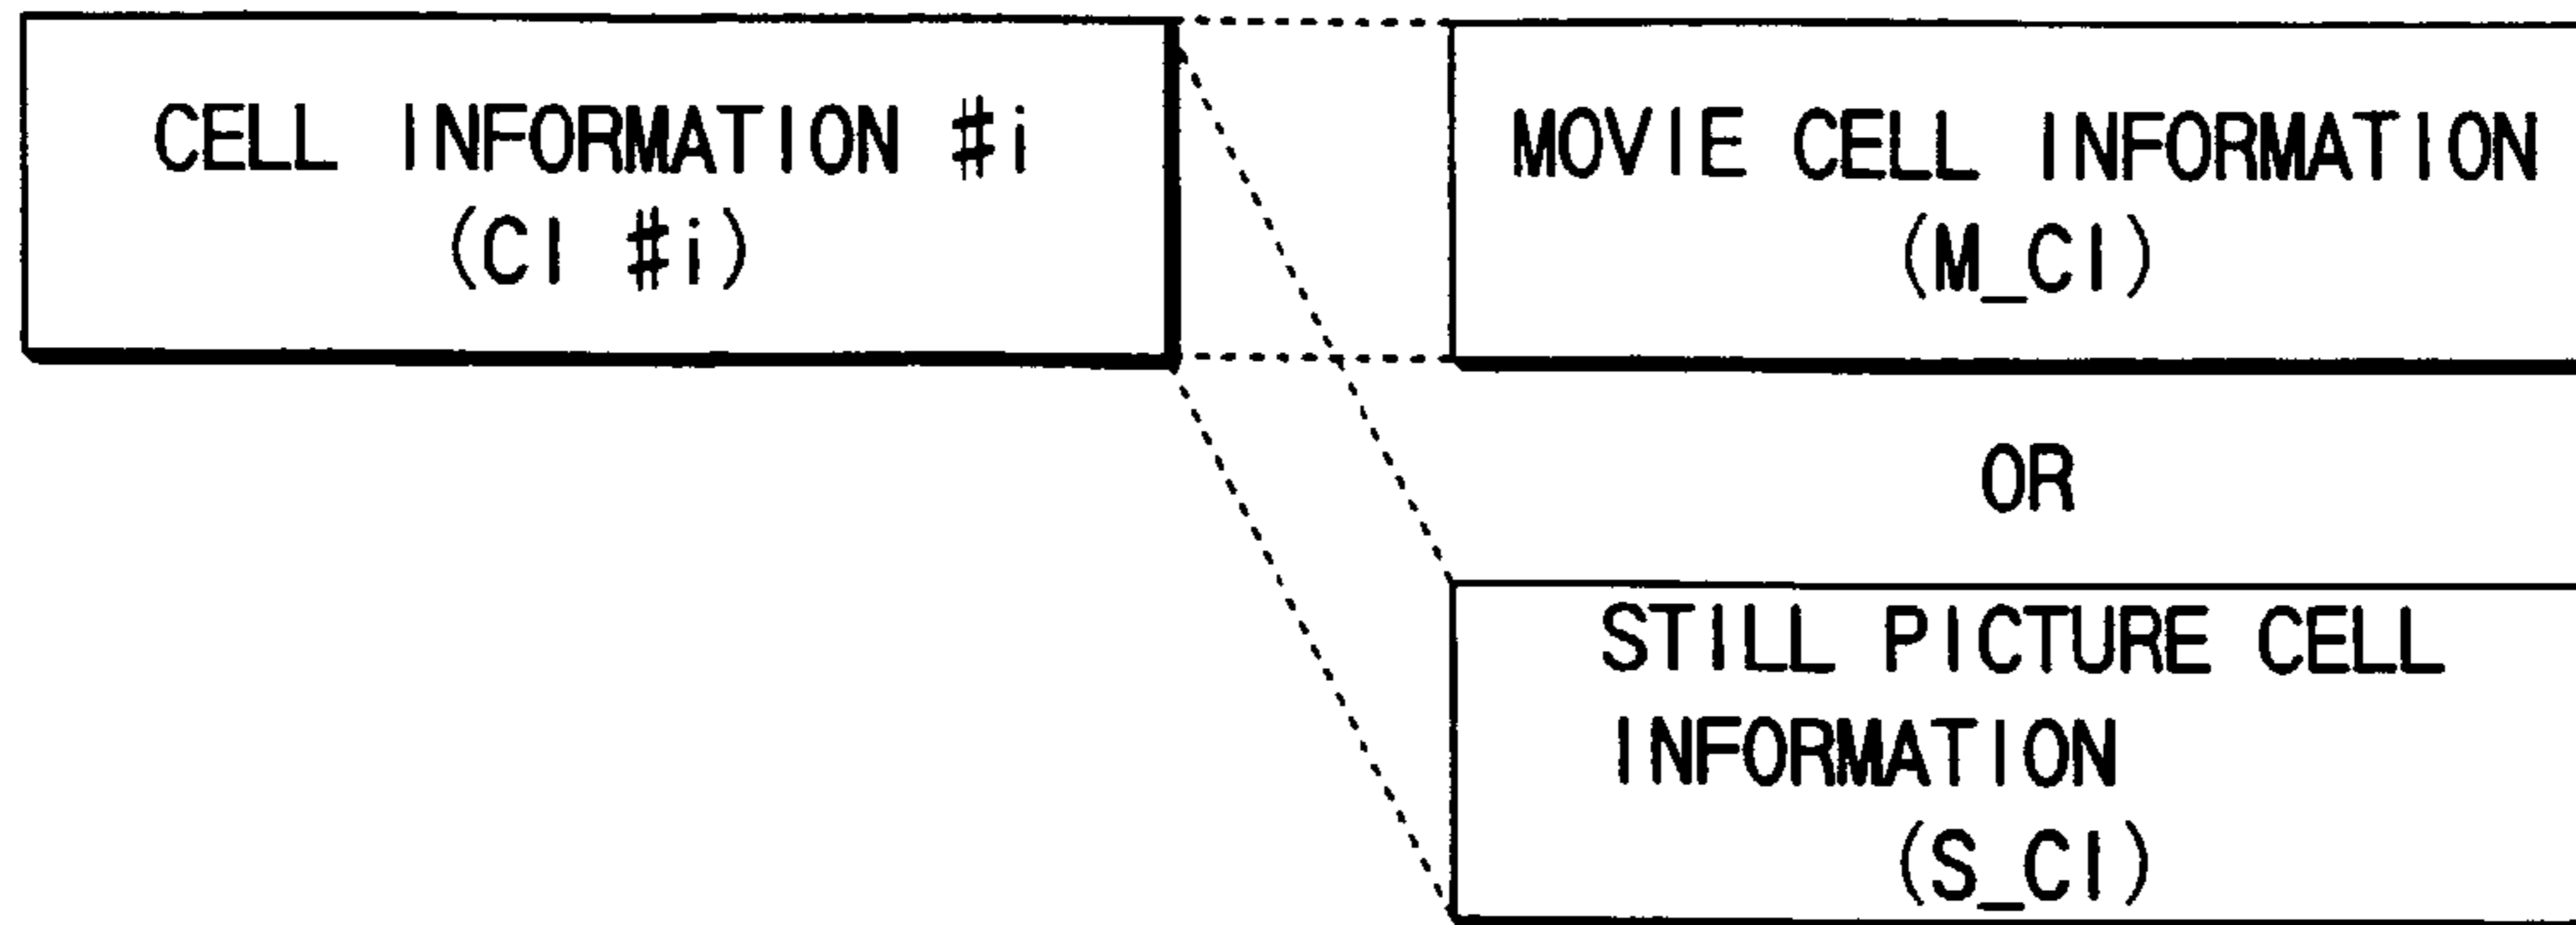 CELL INFORMATION #i
(CI #i)
MOVIE CELL INFORMATION
(M_CI)
OR
STILL PICTURE CELL
INFORMATION
(S_CI)